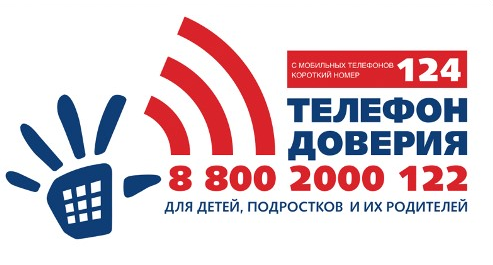 С МОБИЛЬНЫХ ТЕЛЕФОНОВ
КОРОТКИЙ НОМЕР 124
ТЕЛЕФОН
ДОВЕРИЯ
8 800 2000 122
ДЛЯ ДЕТЕЙ, ПОДРОСТКОВ И ИХ РОДИТЕЛЕЙ